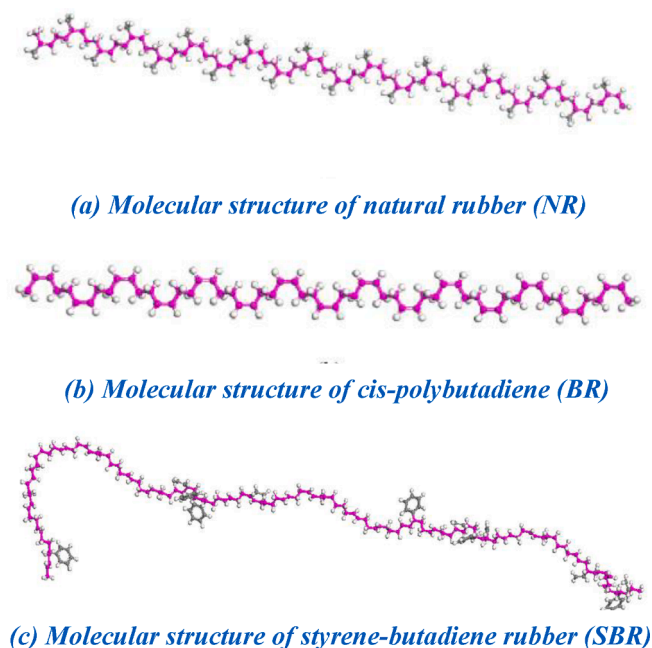 (a) Molecular structure of natural rubber (NR)
(b) Molecular structure of cis-polybutadiene (BR)
(c) Molecular structure of styrene-butadiene rubber (SBR)